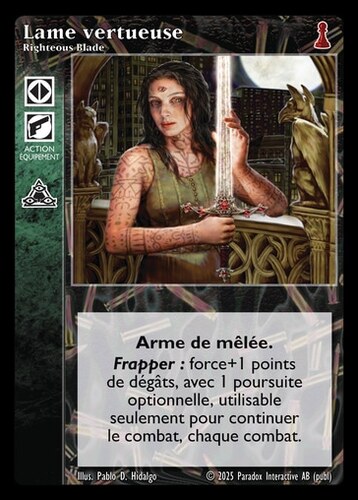 Lame vertueuse
Righteous Blade
ACTION
ÉQUIPEMENT
Arme de mêlée.
Frapper : force+1 points
de dégâts, avec 1 poursuite
optionnelle, utilisable
seulement pour continuer
le combat, chaque combat.
Illus. Pablo D. Hidalgo © 2025 Paradox Interactive AB (publ)